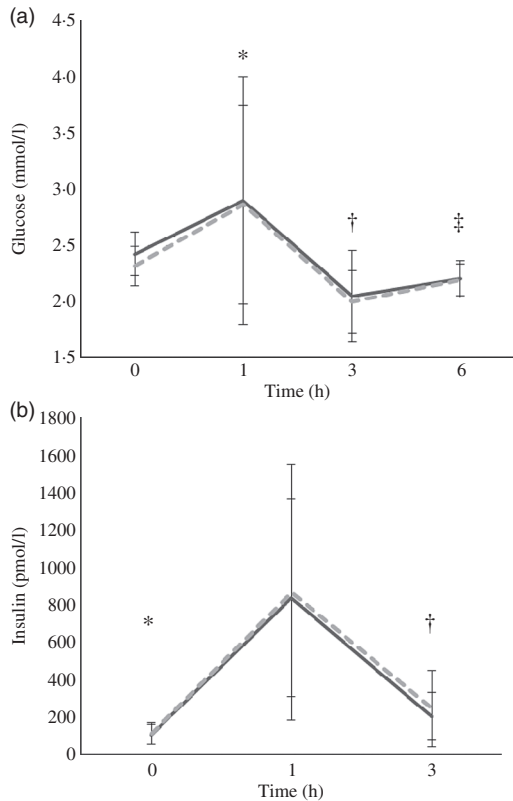 (a)
4·5
4·0
3·5
3·0
2·5
2·0
1·5
Glucose (mmol/l)
*
†
‡
0 1 3 6
Time (h)
(b)
1800
1600
1400
1200
1000
800
600
400
200
0
Insulin (pmol/l)
*
†
0 1 3
Time (h)